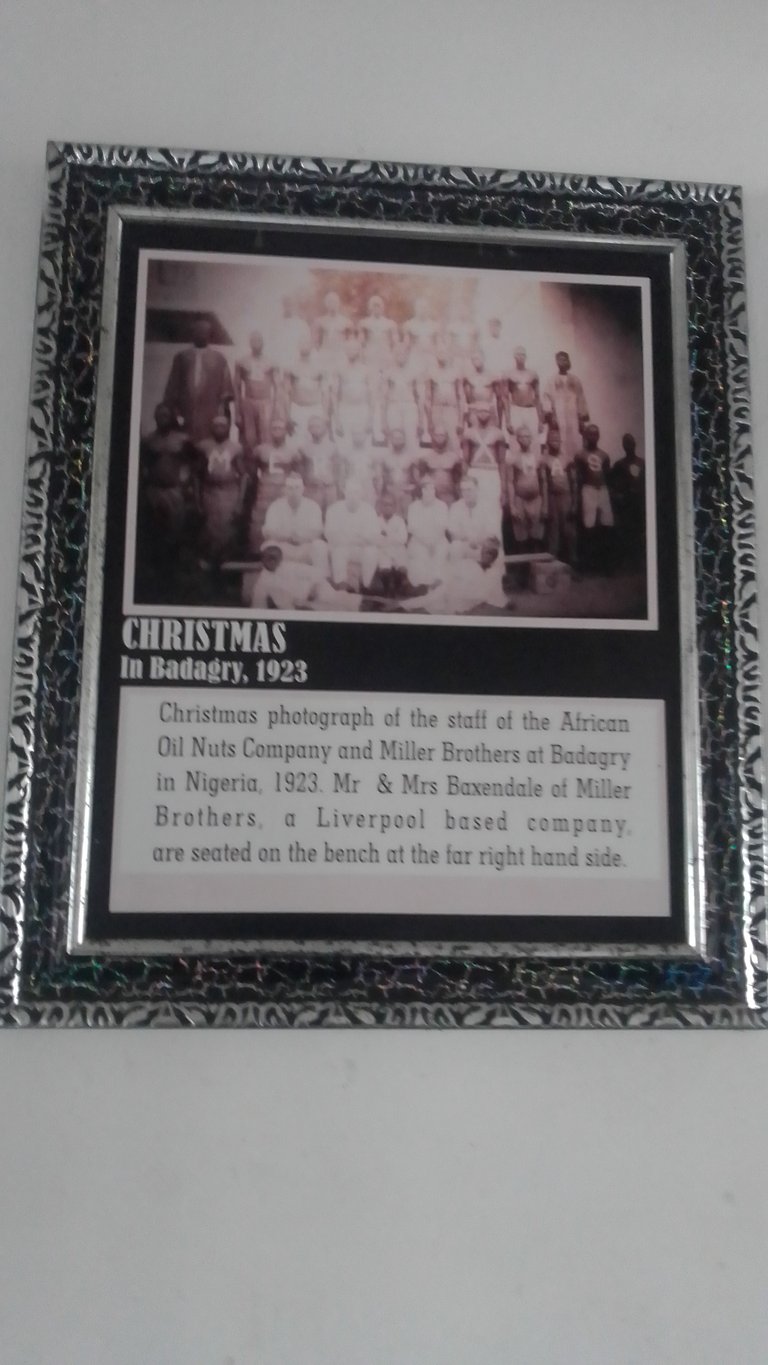 CHRISTMAS
In Badagry, 1923
Christmas photograph of the staff of the African
Oil Nuts Company and Miller Brothers at Badagry
in Nigeria, 1923. Mr & Mrs Baxendale of Miller
Brothers, a Liverpool based company,
are seated on the bench at the far right hand side.